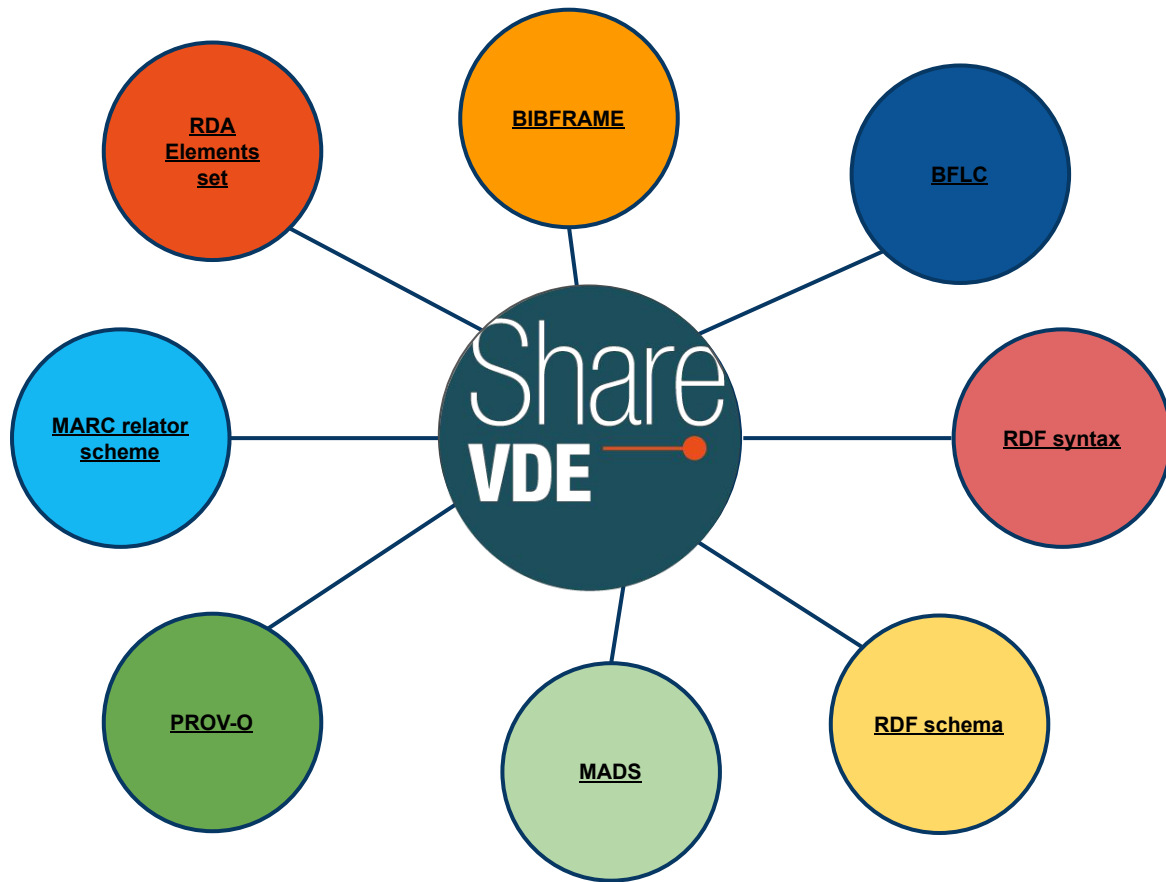 RDA
Elements
set
BIBFRAME
BFLC
Share
VDE
MARC relator
scheme
RDF syntax
PROV-O
MADS
RDF schema